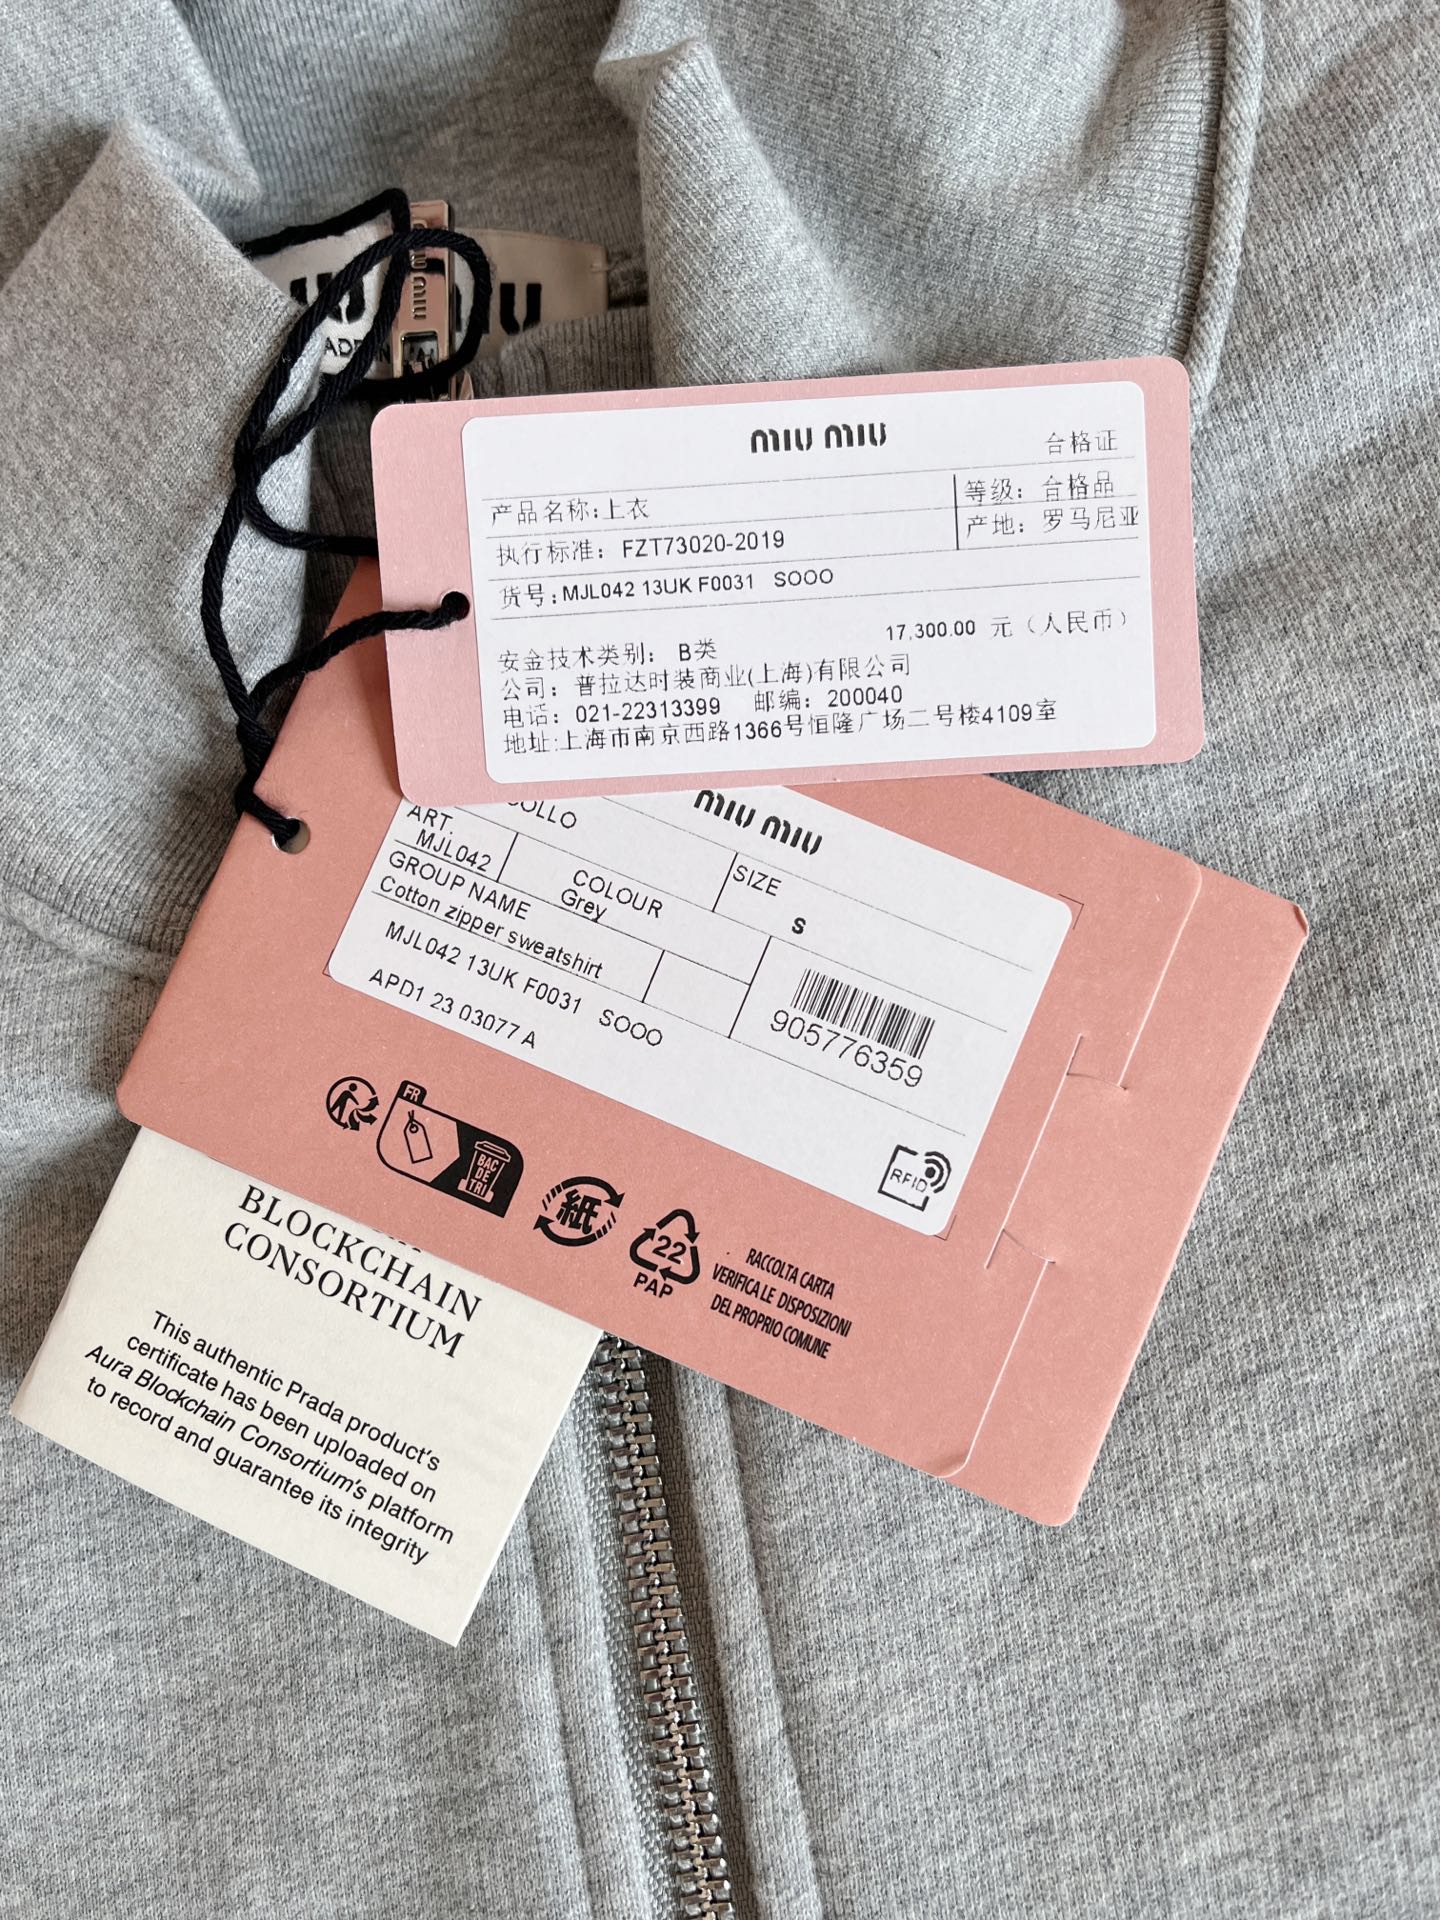 miu miu
miu miu
合格证
产品名称:上衣
等级: 合格品
执行标准: FZT73020-2019
产地: 罗马尼亚
货号:MJL042 13UK F0031 SOOO
17,300.00 元（人民币）
安金技术类别: B类
公司: 普拉达时装商业(上海)有限公司
电话: 021-22313399 邮编: 200040
地址:上海市南京西路1366号恒隆广场二号楼4109室
miu miu
COLLO
ART.
MJL042
COLOUR
Grey
SIZE
S
GROUP NAME
Cotton zipper sweatshirt
MJL042 13UK F0031 SOOO
APD1 23 03077 A
905776359
RFID
FR
BAC
DE
TRI
紙
22
PAP
RACCOLTA CARTA
VERIFICA LE DISPOSIZIONI
DEL PROPRIO COMUNE
BLOCKCHAIN
CONSORTIUM
This authentic Prada product's
certificate has been uploaded on
Aura Blockchain Consortium's platform
to record and guarantee its integrity